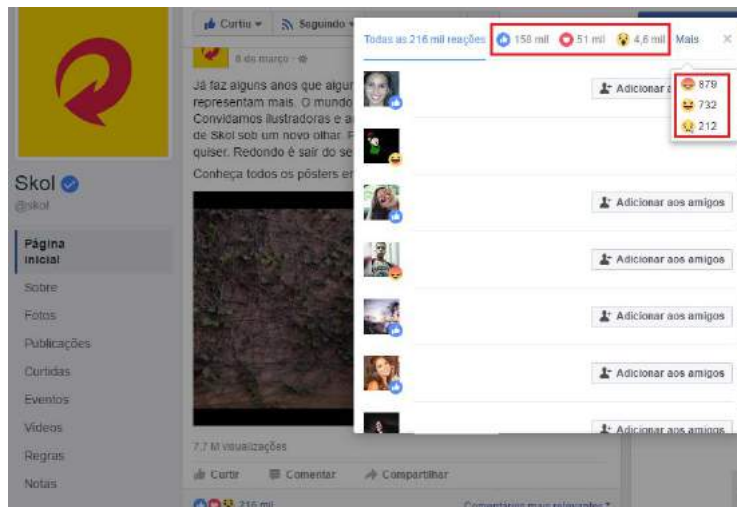 Curtiu
Seguindo
8 de março
Já faz alguns anos que algu
representam mais. O mundo
Convidamos ilustradoras e a
de Skol sob um novo olhar.
quiser. Redondo é sair do se
Conheça todos os pôsters e
Skol
@skol
Página
inicial
Sobre
Fotos
Publicações
Curtidas
Eventos
Vídeos
Regras
Notas
7.7 M visualizações
Curtir
Comentar
Compartilhar
216 mil
Comentários mais relevantes
Todas as 216 mil reações
158 mil
51 mil
4,6 mil
Mais
879
732
212
Adicionar a
Adicionar aos amigos
Adicionar aos amigos
Adicionar aos amigos
Adicionar aos amigos
Adicionar aos amigos